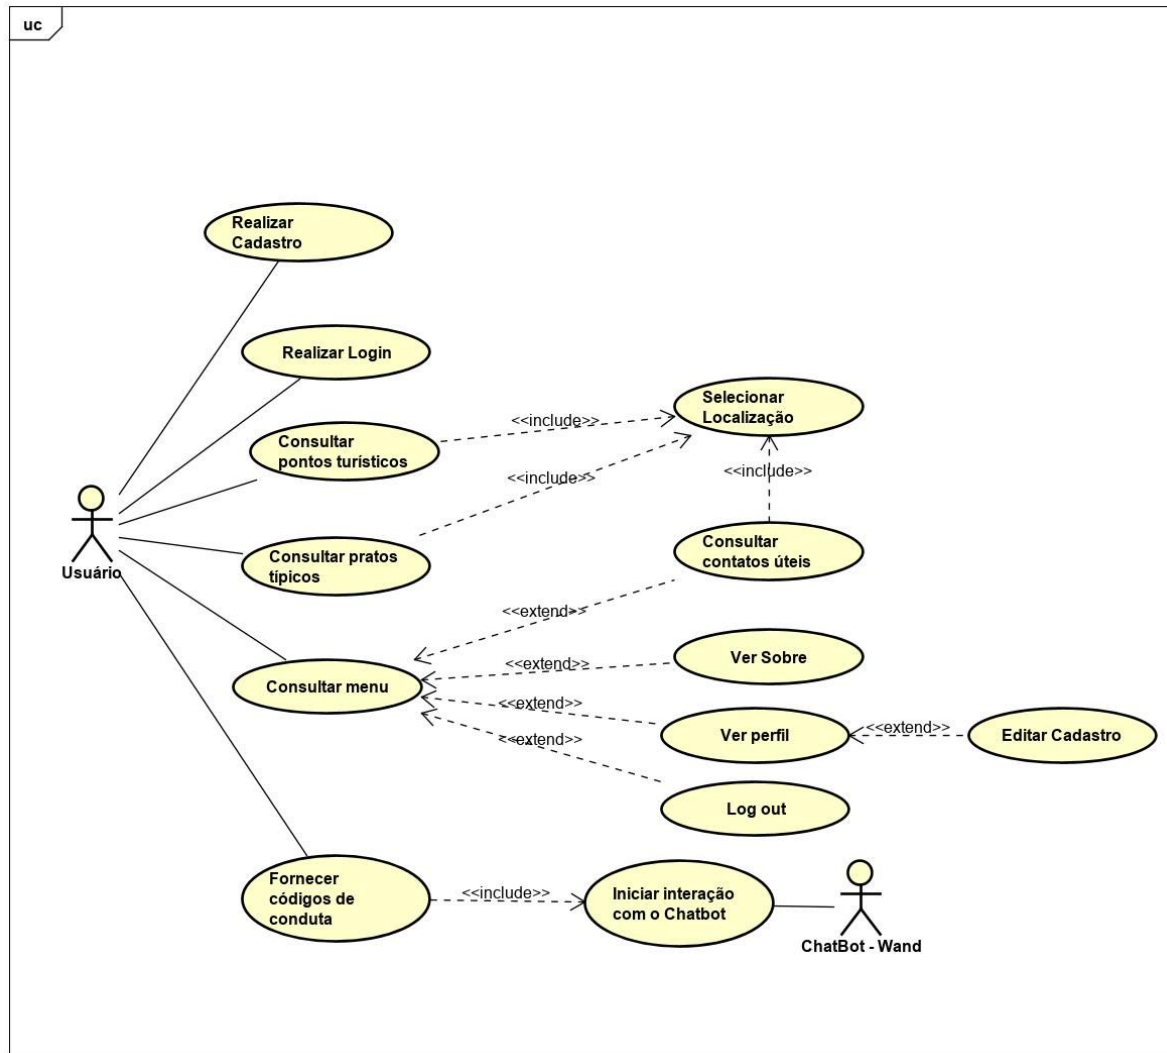 uc
Realizar
Cadastro
Realizar Login
Selecionar
Localização
<<include>>
Consultar
pontos turísticos
<<include>>
<<include>>
Consultar
contatos úteis
Consultar pratos
típicos
Usuário
<<extend>>
Ver Sobre
<<extend>>
Consultar menu
<<extend>>
Ver perfil
<<extend>>
Editar Cadastro
<<extend>>
Log out
Fornecer
códigos de
conduta
<<include>>
Iniciar interação
com o Chatbot
ChatBot - Wand